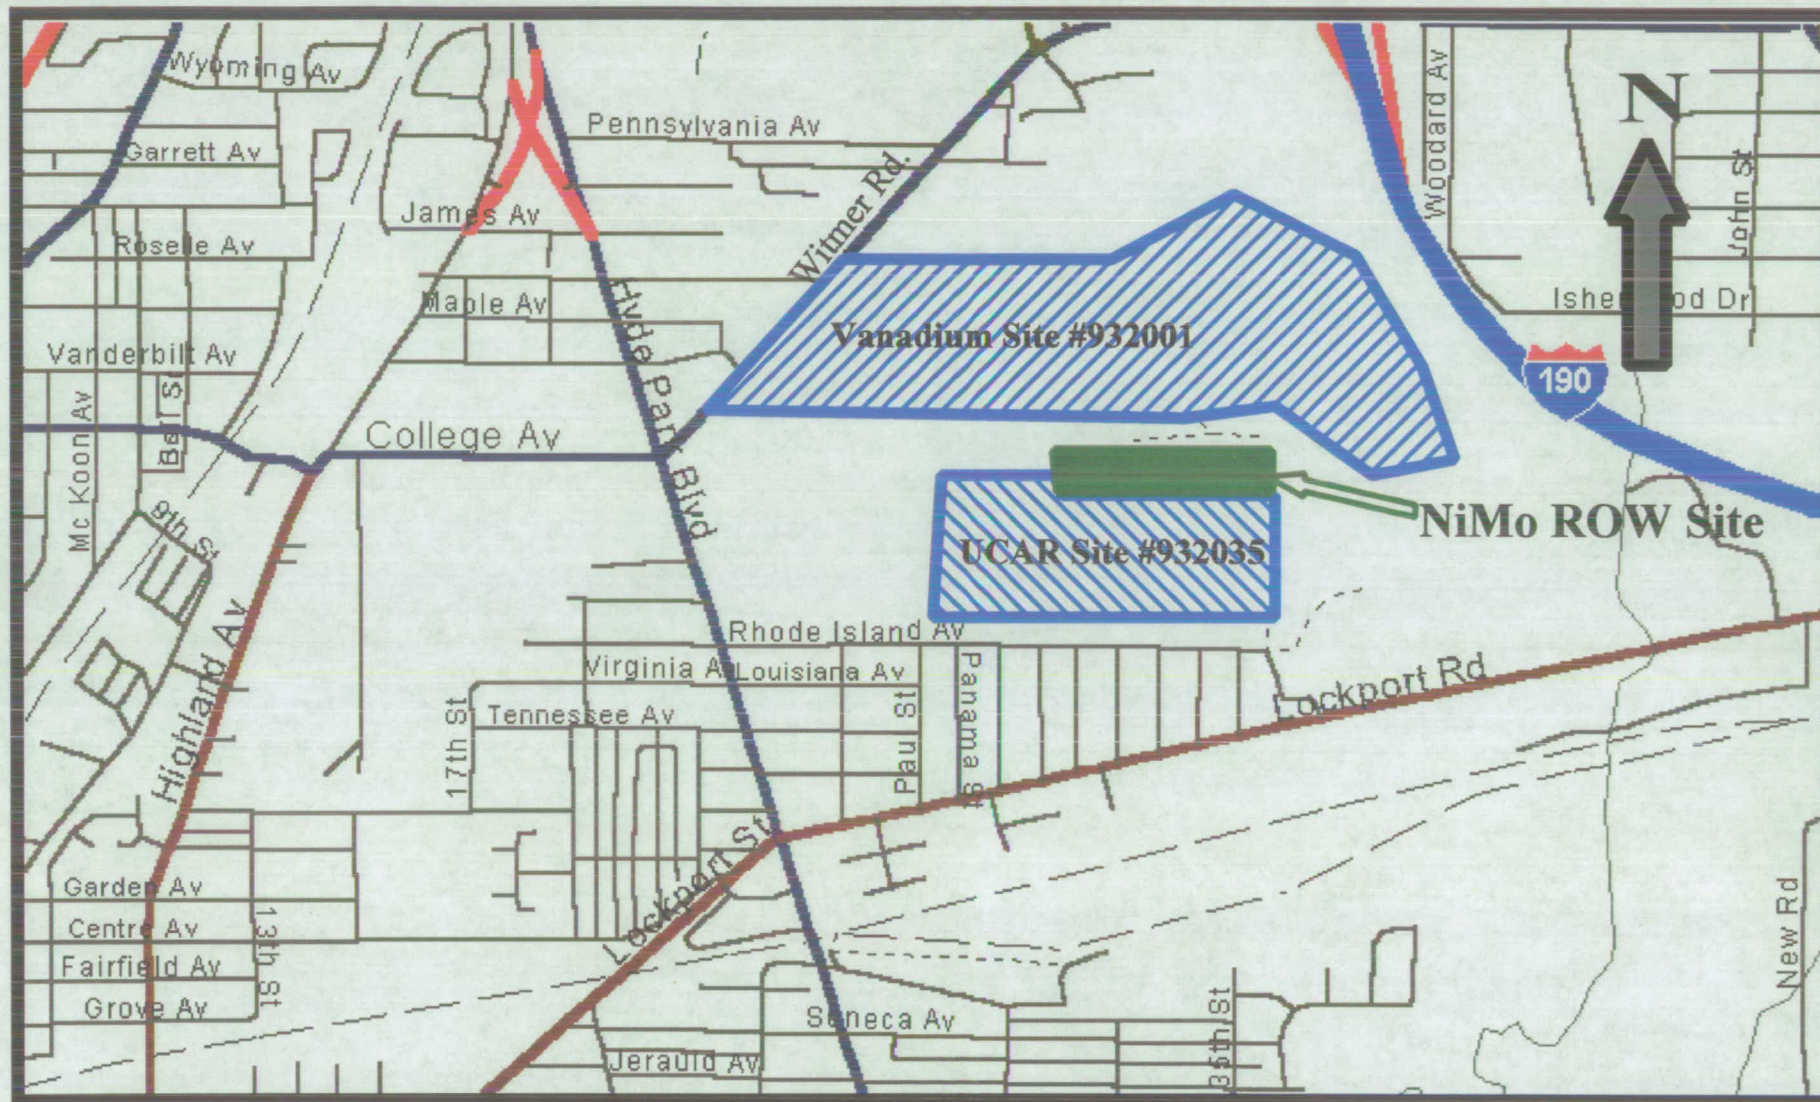 Wyoming Av
Pennsylvania Av
Woodard Av
N
Garrett Av
John St
James Av
Witmer Rd.
Roselle Av
Maple Av
Hyde Park Blvd
Isherwood Dr
Vanadium Site #932001
Vanderbilt Av
190
Bell St
Mc Koon Av
College Av
9th St
NiMo ROW Site
UCAR Site #932035
Rhode Island Av
Highland Av
Virginia A
Louisiana Av
Panama St
Lockport Rd
17th St
Tennessee Av
Paul St
Lockport St
Garden Av
Centre Av
13th St
New Rd
Fairfield Av
Grove Av
Seneca Av
35th St
Jerauld Av